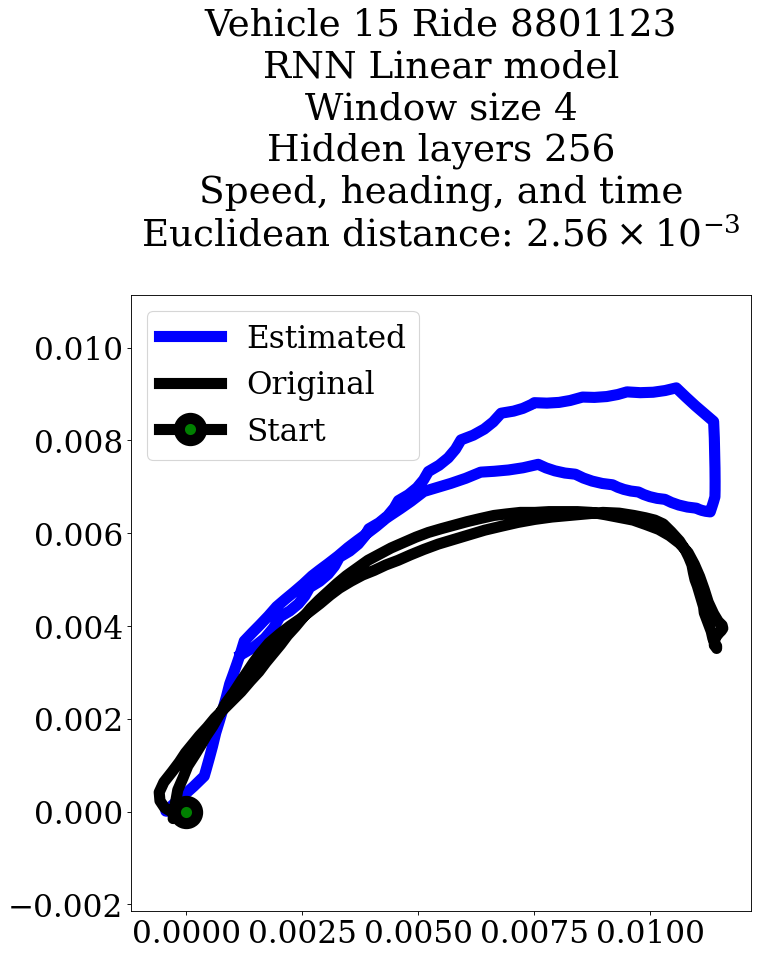 Vehicle 15 Ride 8801123
RNN Linear model
Window size 4
Hidden layers 256
Speed, heading, and time
Euclidean distance: 2.56 × 10⁻³
Estimated
Original
Start
0.010
0.008
0.006
0.004
0.002
0.000
−0.002
0.0000 0.0025 0.0050 0.0075 0.0100